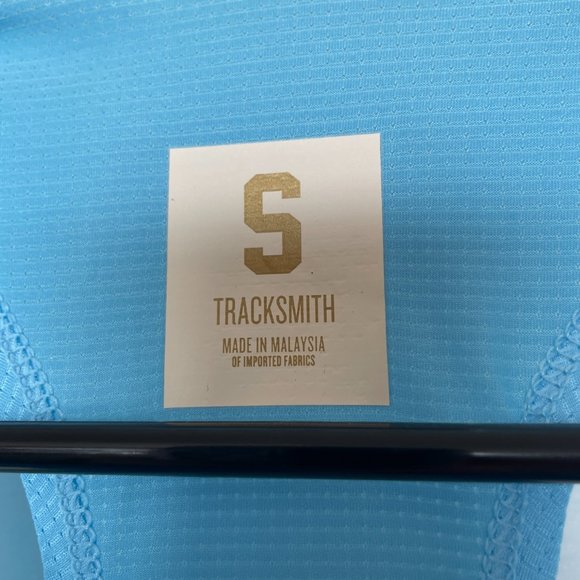 S
TRACKSMITH
MADE IN MALAYSIA
OF IMPORTED FABRICS